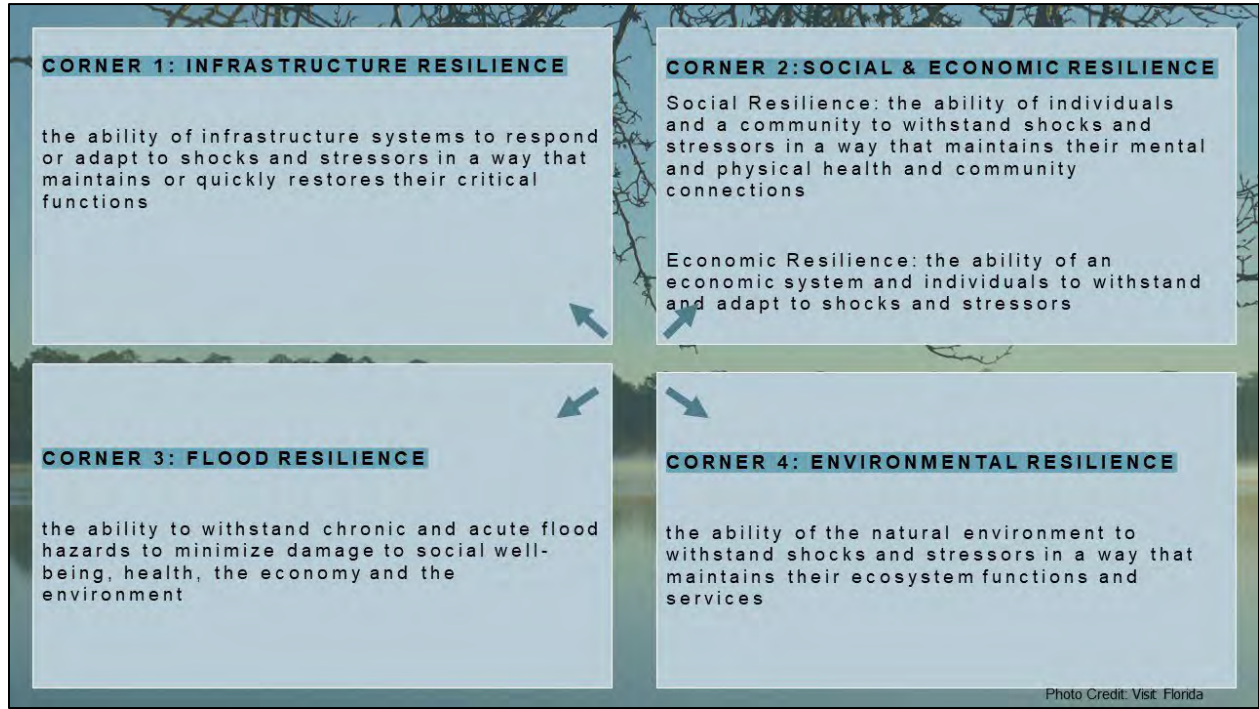 CORNER 1: INFRASTRUCTURE RESILIENCE
the ability of infrastructure systems to respond
or adapt to shocks and stressors in a way that
maintains or quickly restores their critical
functions
CORNER 2:SOCIAL & ECONOMIC RESILIENCE
Social Resilience: the ability of individuals
and a community to withstand shocks and
stressors in a way that maintains their mental
and physical health and community
connections
Economic Resilience: the ability of an
economic system and individuals to withstand
and adapt to shocks and stressors
CORNER 3: FLOOD RESILIENCE
the ability to withstand chronic and acute flood
hazards to minimize damage to social well-
being, health, the economy and the
environment
CORNER 4: ENVIRONMENTAL RESILIENCE
the ability of the natural environment to
withstand shocks and stressors in a way that
maintains their ecosystem functions and
services
Photo Credit: Visit Florida